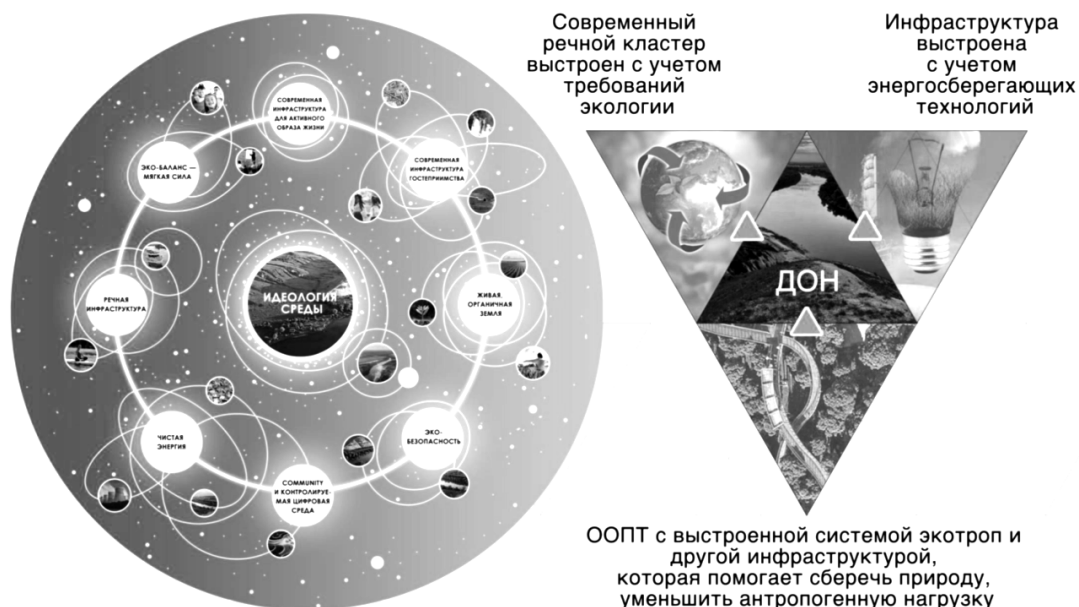 СОВРЕМЕННАЯ
ИНФРАСТРУКТУРА
ДЛЯ АКТИВНОГО
ОБРАЗА ЖИЗНИ
СОВРЕМЕННАЯ
ИНФРАСТРУКТУРА
ГОСТЕПРИИМСТВА
ЖИВАЯ,
ОРГАНИЧНАЯ
ЗЕМЛЯ
ЭКО-
БЕЗОПАСНОСТЬ
COMMUNITY
И КОНТРОЛИРУЕ-
МАЯ ЦИФРОВАЯ
СРЕДА
ЧИСТАЯ
ЭНЕРГИЯ
РЕЧНАЯ
ИНФРАСТРУКТУРА
ЭКО-БАЛАНС —
МЯГКАЯ СИЛА
ИДЕОЛОГИЯ
СРЕДЫ
Современный
речной кластер
выстроен с учетом
требований
экологии
Инфраструктура
выстроена
с учетом
энергосберегающих
технологий
ДОН
ООПТ с выстроенной системой экотроп и
другой инфраструктурой,
которая помогает сберечь природу,
уменьшить антропогенную нагрузку